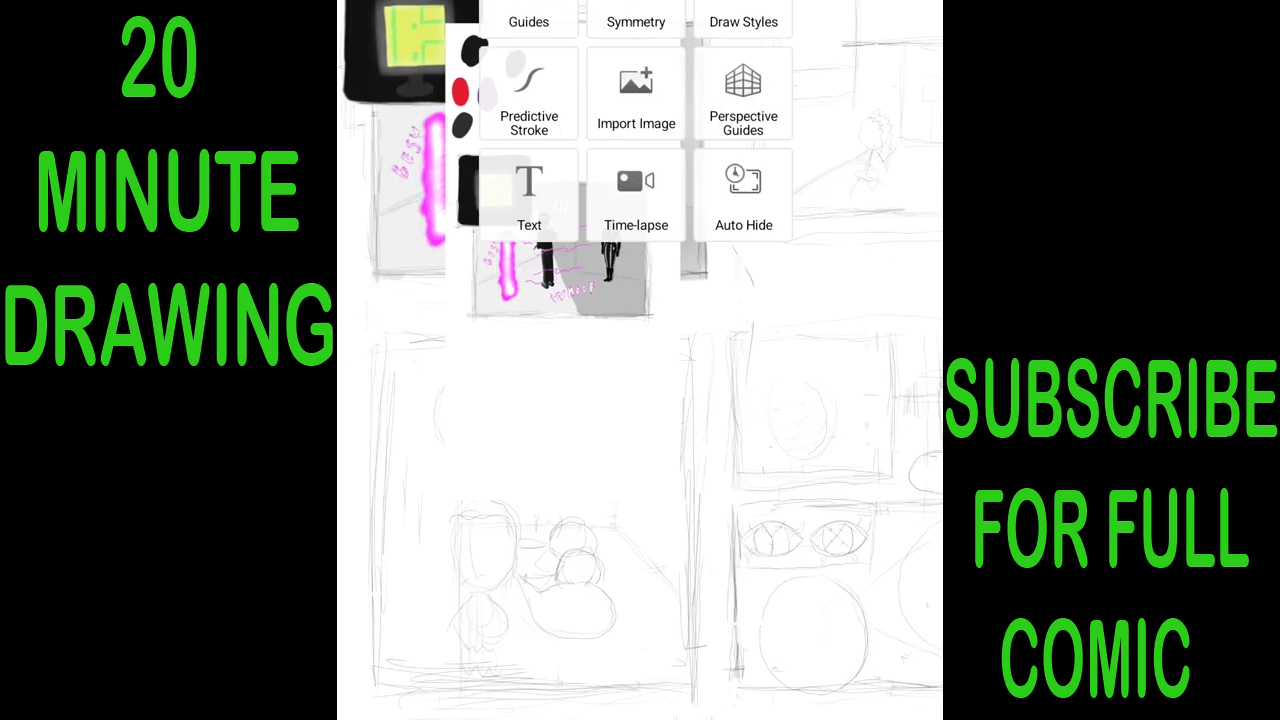 20
MINUTE
DRAWING
Guides
Symmetry
Draw Styles
Predictive
Stroke
Import Image
Perspective
Guides
T
Text
Time-lapse
Auto Hide
SUBSCRIBE
FOR FULL
COMIC